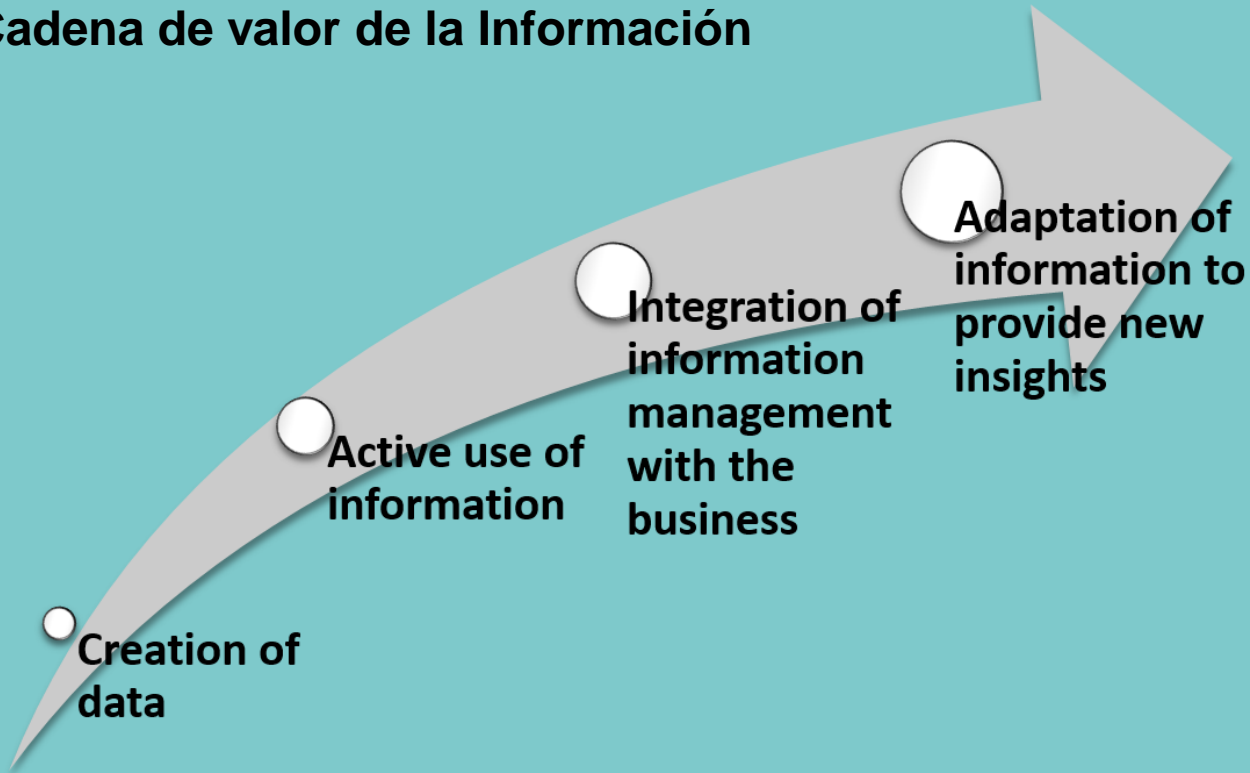 Cadena de valor de la Información
Creation of
data
Active use of
information
Integration of
information
management
with the
business
Adaptation of
information to
provide new
insights